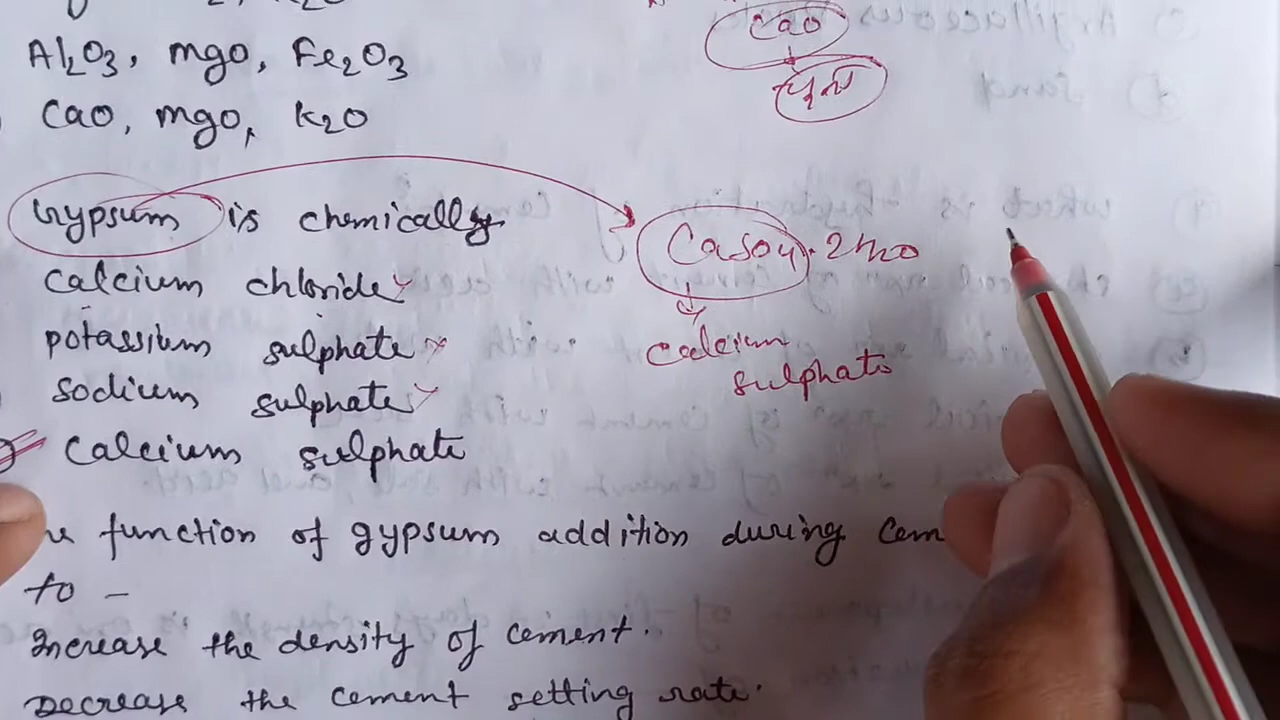 CaO
चूना
Al2O3, mgo, Fe2O3
Cao, mgo, K2O
Gypsum is chemically
CaSO4.2H2O
calcium chloride
potassium sulphate
calcium
sulphate
sodium sulphate
calcium sulphate
function of gypsum addition during cem
to -
Increase the density of cement.
Decrease the cement setting rate.